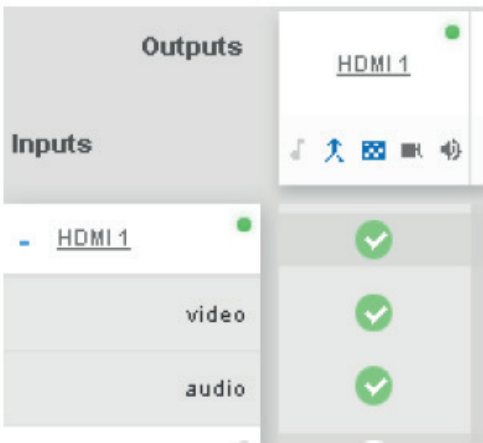 Outputs
HDMI 1
Inputs
HDMI 1
video
audio